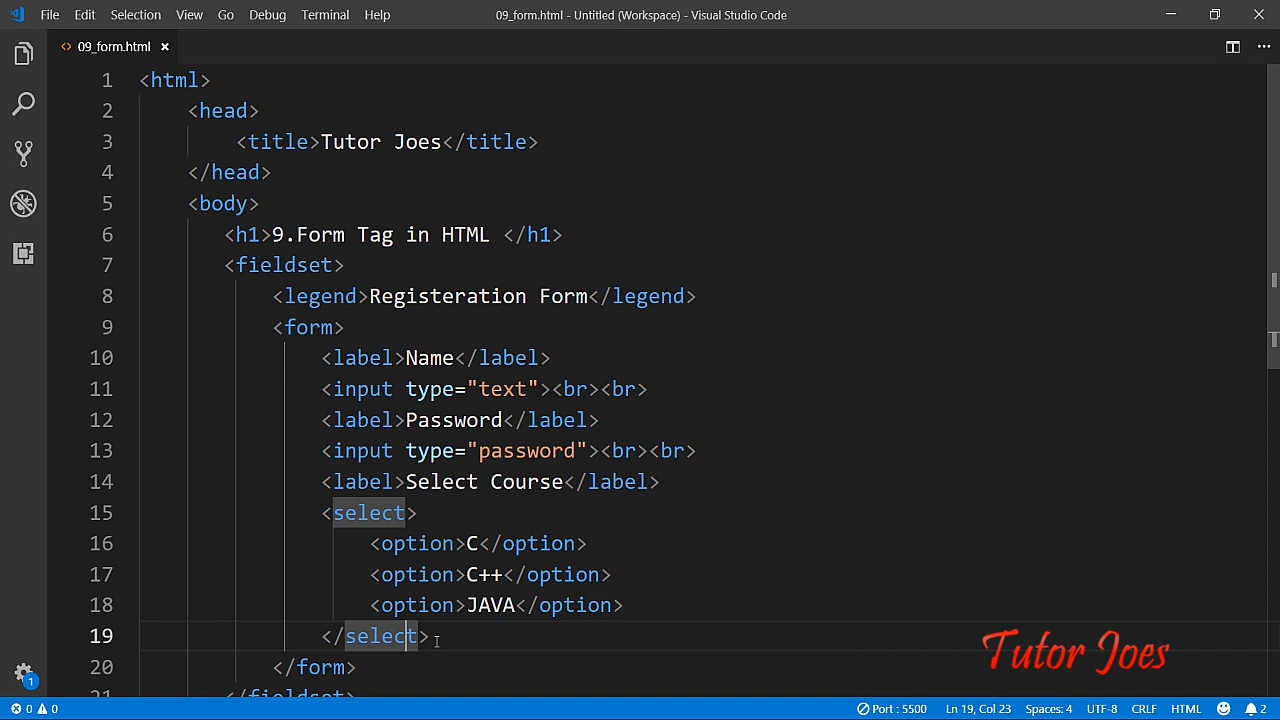 File Edit Selection View Go Debug Terminal Help 09_form.html - Untitled (Workspace) - Visual Studio Code
<> 09_form.html ×
1 <html>
2 <head>
3 <title>Tutor Joes</title>
4 </head>
5 <body>
6 <h1>9.Form Tag in HTML </h1>
7 <fieldset>
8 <legend>Registeration Form</legend>
9 <form>
10 <label>Name</label>
11 <input type="text"><br><br>
12 <label>Password</label>
13 <input type="password"><br><br>
14 <label>Select Course</label>
15 <select>
16 <option>C</option>
17 <option>C++</option>
18 <option>JAVA</option>
19 </select>
20 </form>
21 </fieldset>
Tutor Joes
1
0 0 Port : 5500 Ln 19, Col 23 Spaces: 4 UTF-8 CRLF HTML 2